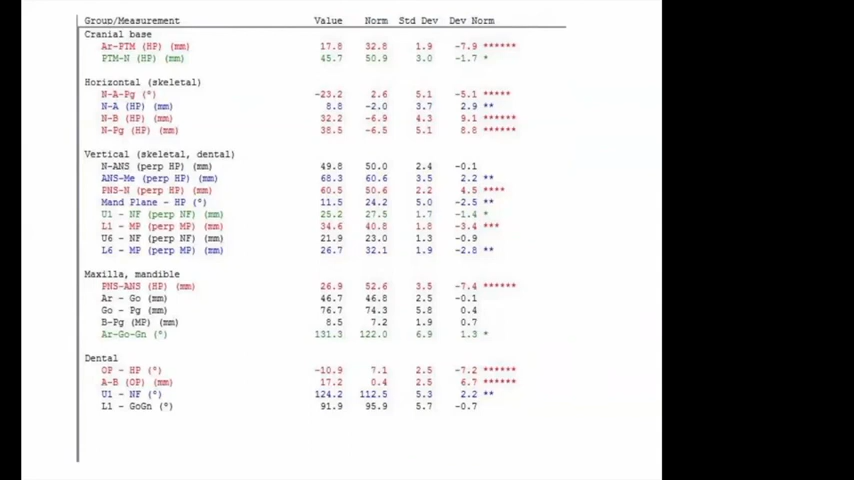 Group/Measurement Value Norm Std Dev Dev Norm
Cranial base
Ar-PTM (HP) (mm) 17.8 32.8 1.9 -7.9 ******
PTM-N (HP) (mm) 45.7 50.9 3.0 -1.7 *
Horizontal (skeletal)
N-A-Pg (°) -23.2 2.6 5.1 -5.1 *****
N-A (HP) (mm) 8.8 -2.0 3.7 2.9 **
N-B (HP) (mm) 32.2 -6.9 4.3 9.1 ******
N-Pg (HP) (mm) 38.5 -6.5 5.1 8.8 ******
Vertical (skeletal, dental)
N-ANS (perp HP) (mm) 49.8 50.0 2.4 -0.1
ANS-Me (perp HP) (mm) 68.3 60.6 3.5 2.2 **
PNS-N (perp HP) (mm) 60.5 50.6 2.2 4.5 ****
Mand Plane - HP (°) 11.5 24.2 5.0 -2.5 **
U1 - NF (perp NF) (mm) 25.2 27.5 1.7 -1.4 *
L1 - MP (perp MP) (mm) 34.6 40.8 1.8 -3.4 ***
U6 - NF (perp NF) (mm) 21.9 23.0 1.3 -0.9
L6 - MP (perp MP) (mm) 26.7 32.1 1.9 -2.8 **
Maxilla, mandible
PNS-ANS (HP) (mm) 26.9 52.6 3.5 -7.4 ******
Ar - Go (mm) 46.7 46.8 2.5 -0.1
Go - Pg (mm) 76.7 74.3 5.8 0.4
B-Pg (MP) (mm) 8.5 7.2 1.9 0.7
Ar-Go-Gn (°) 131.3 122.0 6.9 1.3 *
Dental
OP - HP (°) -10.9 7.1 2.5 -7.2 ******
A-B (OP) (mm) 17.2 0.4 2.5 6.7 ******
U1 - NF (°) 124.2 112.5 5.3 2.2 **
L1 - GoGn (°) 91.9 95.9 5.7 -0.7